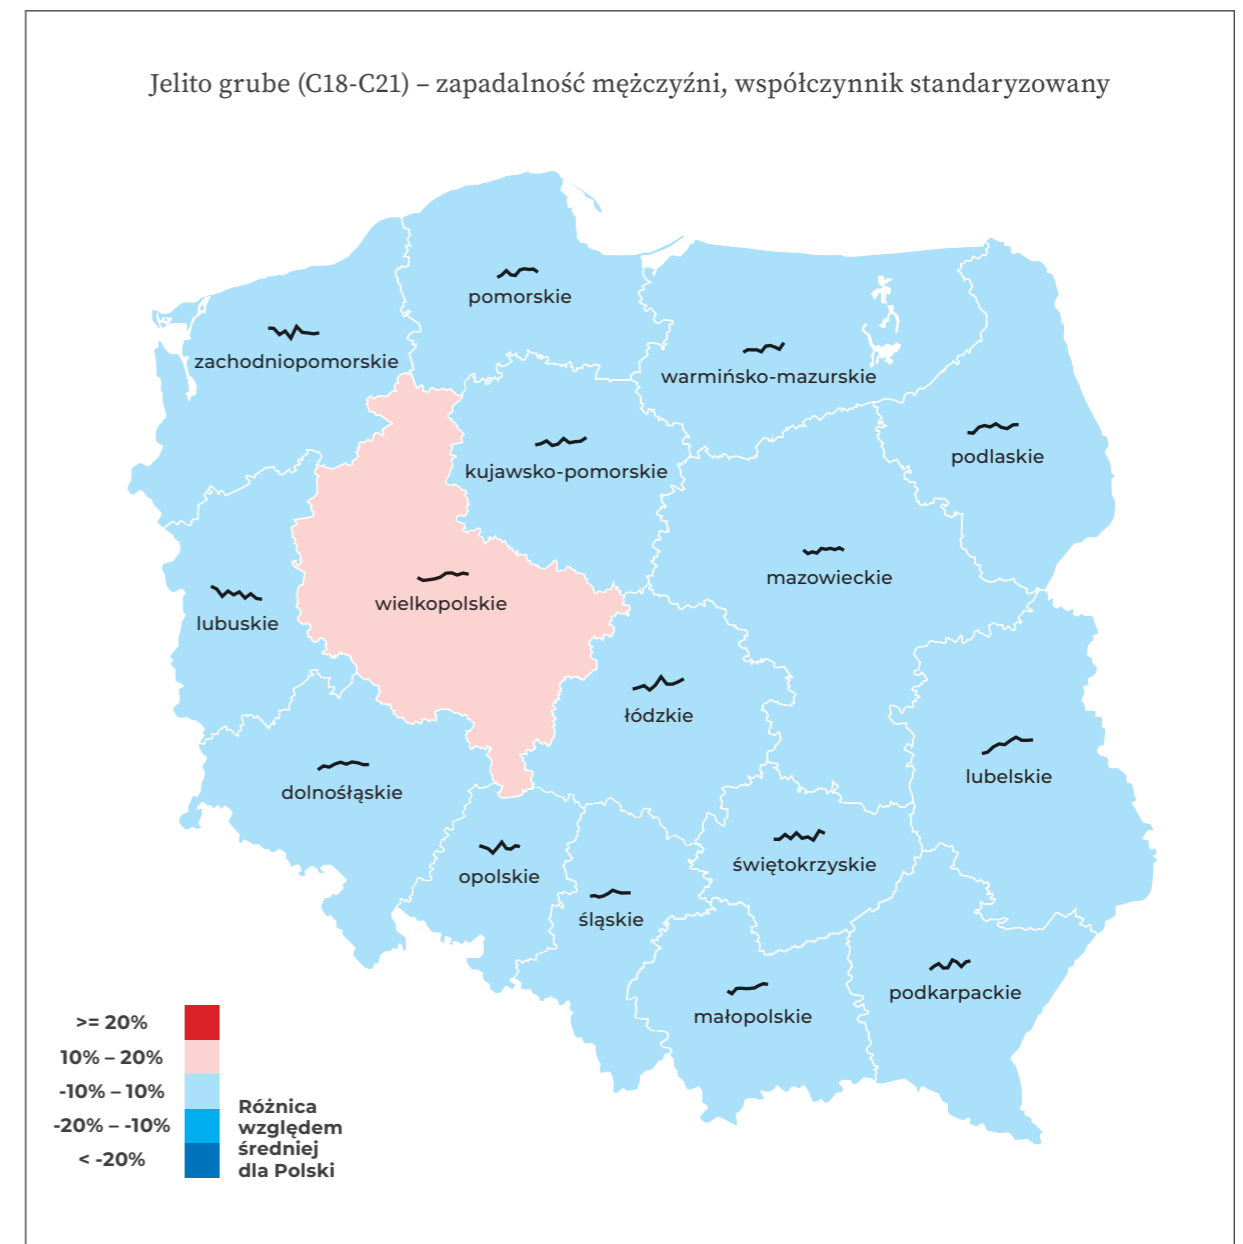 Jelito grube (C18-C21) – zapadalność mężczyźni, współczynnik standaryzowany
pomorskie
zachodniopomorskie
warmińsko-mazurskie
podlaskie
kujawsko-pomorskie
mazowieckie
wielkopolskie
lubuskie
łódzkie
lubelskie
dolnośląskie
świętokrzyskie
opolskie
śląskie
podkarpackie
małopolskie
>= 20%
10% – 20%
-10% – 10%
-20% – -10%
< -20%
Różnica
względem
średniej
dla Polski